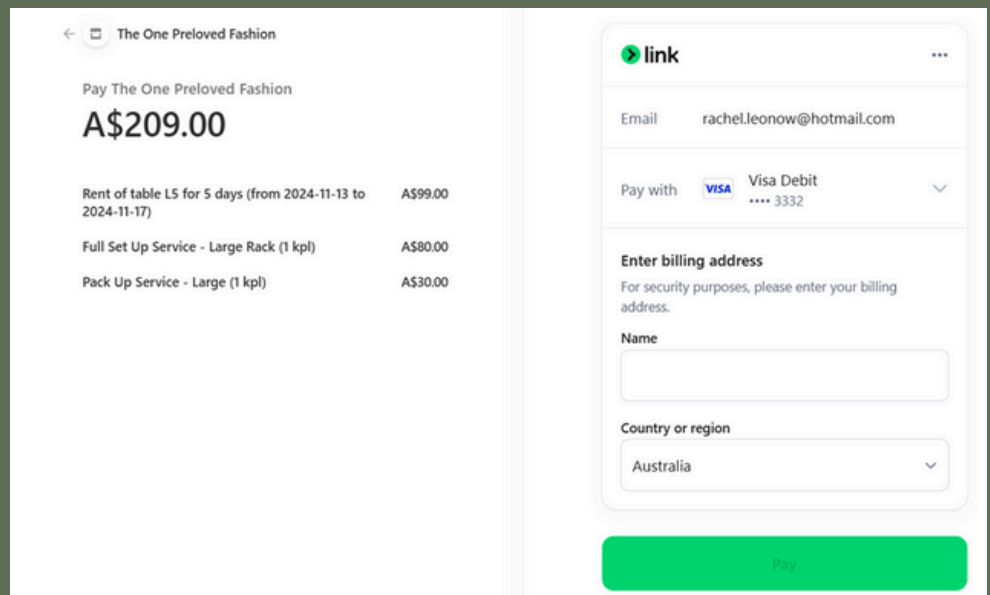 The One Preloved Fashion
Pay The One Preloved Fashion
A$209.00
Rent of table L5 for 5 days (from 2024-11-13 to A$99.00
2024-11-17)
Full Set Up Service - Large Rack (1 kpl) A$80.00
Pack Up Service - Large (1 kpl) A$30.00
link
Email rachel.leonow@hotmail.com
Pay with VISA Visa Debit
•••• 3332
Enter billing address
For security purposes, please enter your billing
address.
Name
Country or region
Australia
Pay